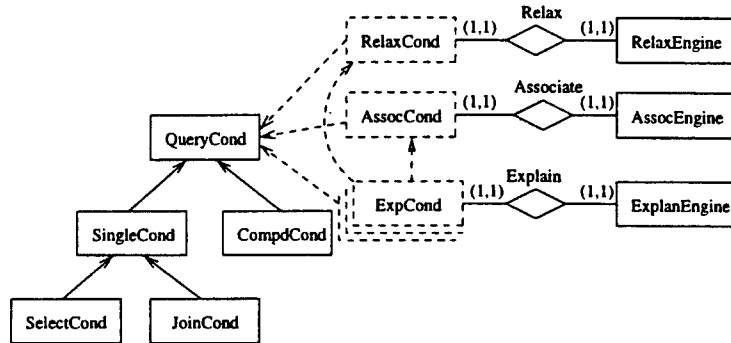 Relax
RelaxCond (1,1) (1,1) RelaxEngine
Associate
AssocCond (1,1) (1,1) AssocEngine
QueryCond
Explain
ExpCond (1,1) (1,1) ExplanEngine
SingleCond CompdCond
SelectCond JoinCond